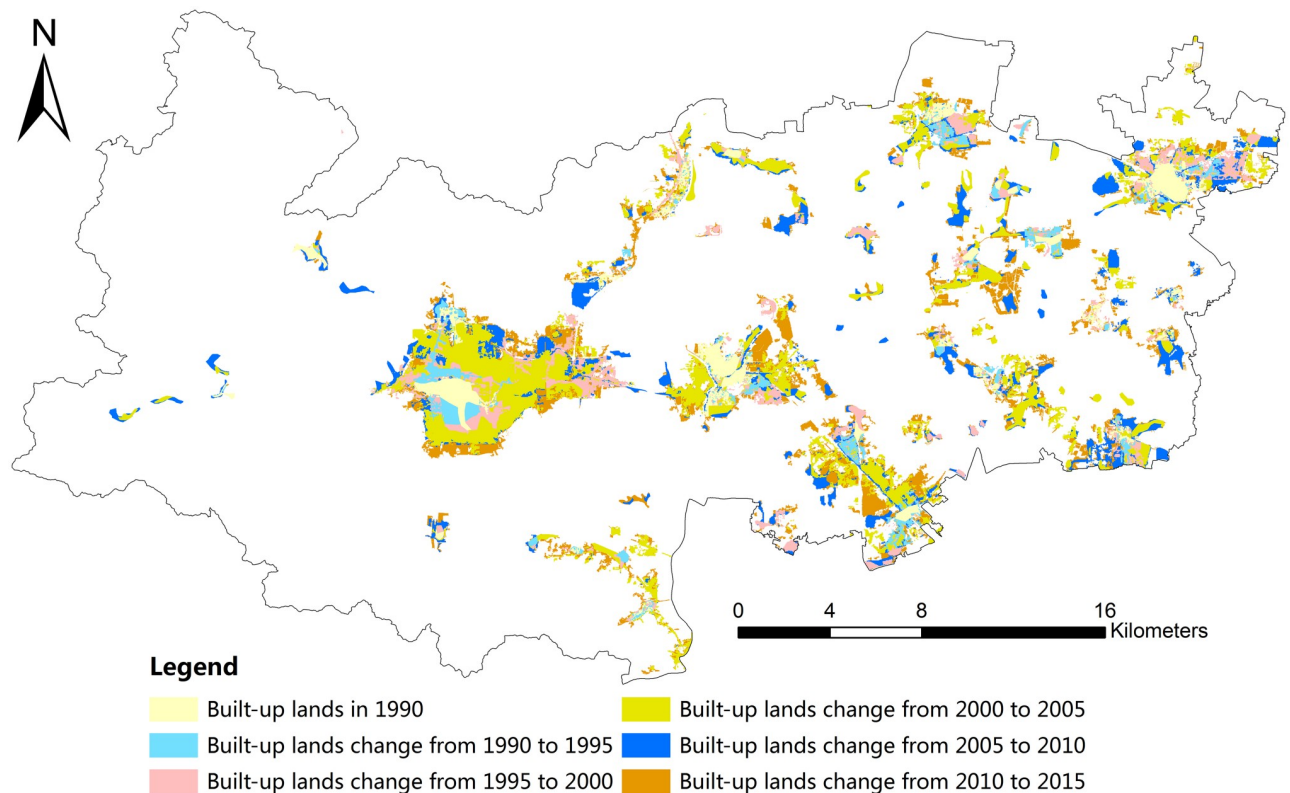 N
0 4 8 16
Kilometers
Legend
Built-up lands in 1990
Built-up lands change from 1990 to 1995
Built-up lands change from 1995 to 2000
Built-up lands change from 2000 to 2005
Built-up lands change from 2005 to 2010
Built-up lands change from 2010 to 2015